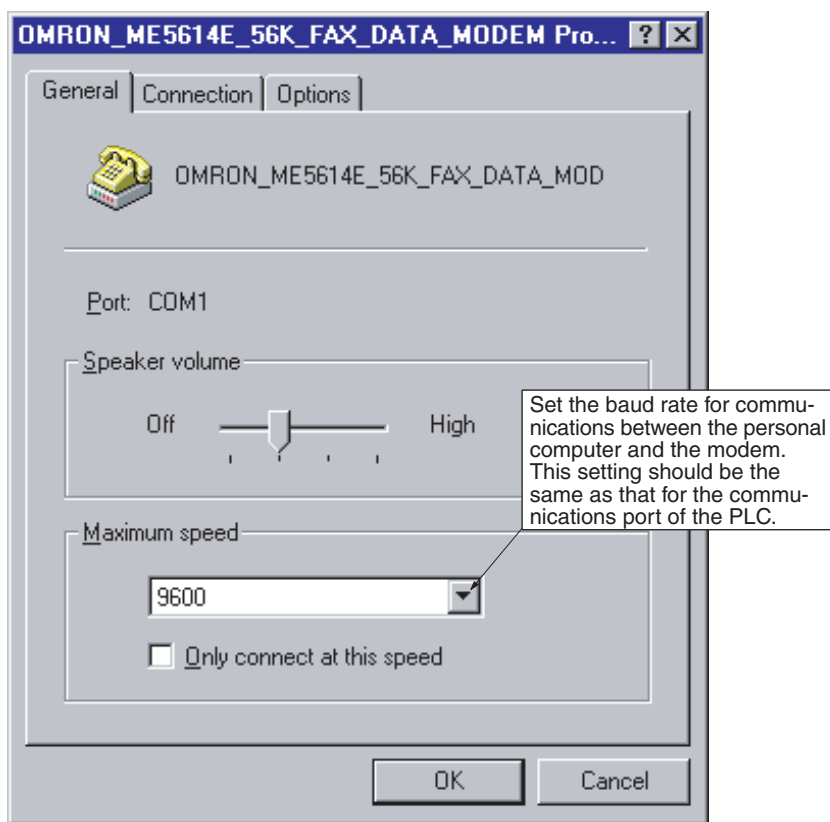 OMRON_ME5614E_56K_FAX_DATA_MODEM Pro...
General Connection Options
OMRON_ME5614E_56K_FAX_DATA_MOD
Port: COM1
Speaker volume
Off High
Set the baud rate for commu-
nications between the personal
computer and the modem.
This setting should be the
same as that for the commu-
nications port of the PLC.
Maximum speed
9600
Only connect at this speed
OK Cancel